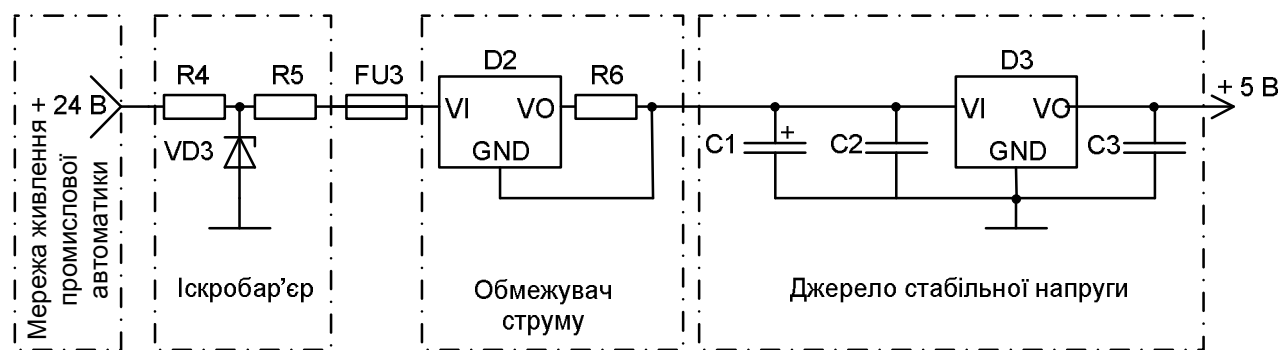 Мережа живлення
промислової
автоматики
+ 24 В
R4
R5
VD3
Іскробар’єр
FU3
D2
VI
VO
GND
R6
Обмежувач
струму
C1
+
C2
D3
VI
VO
GND
C3
+ 5 В
Джерело стабільної напруги